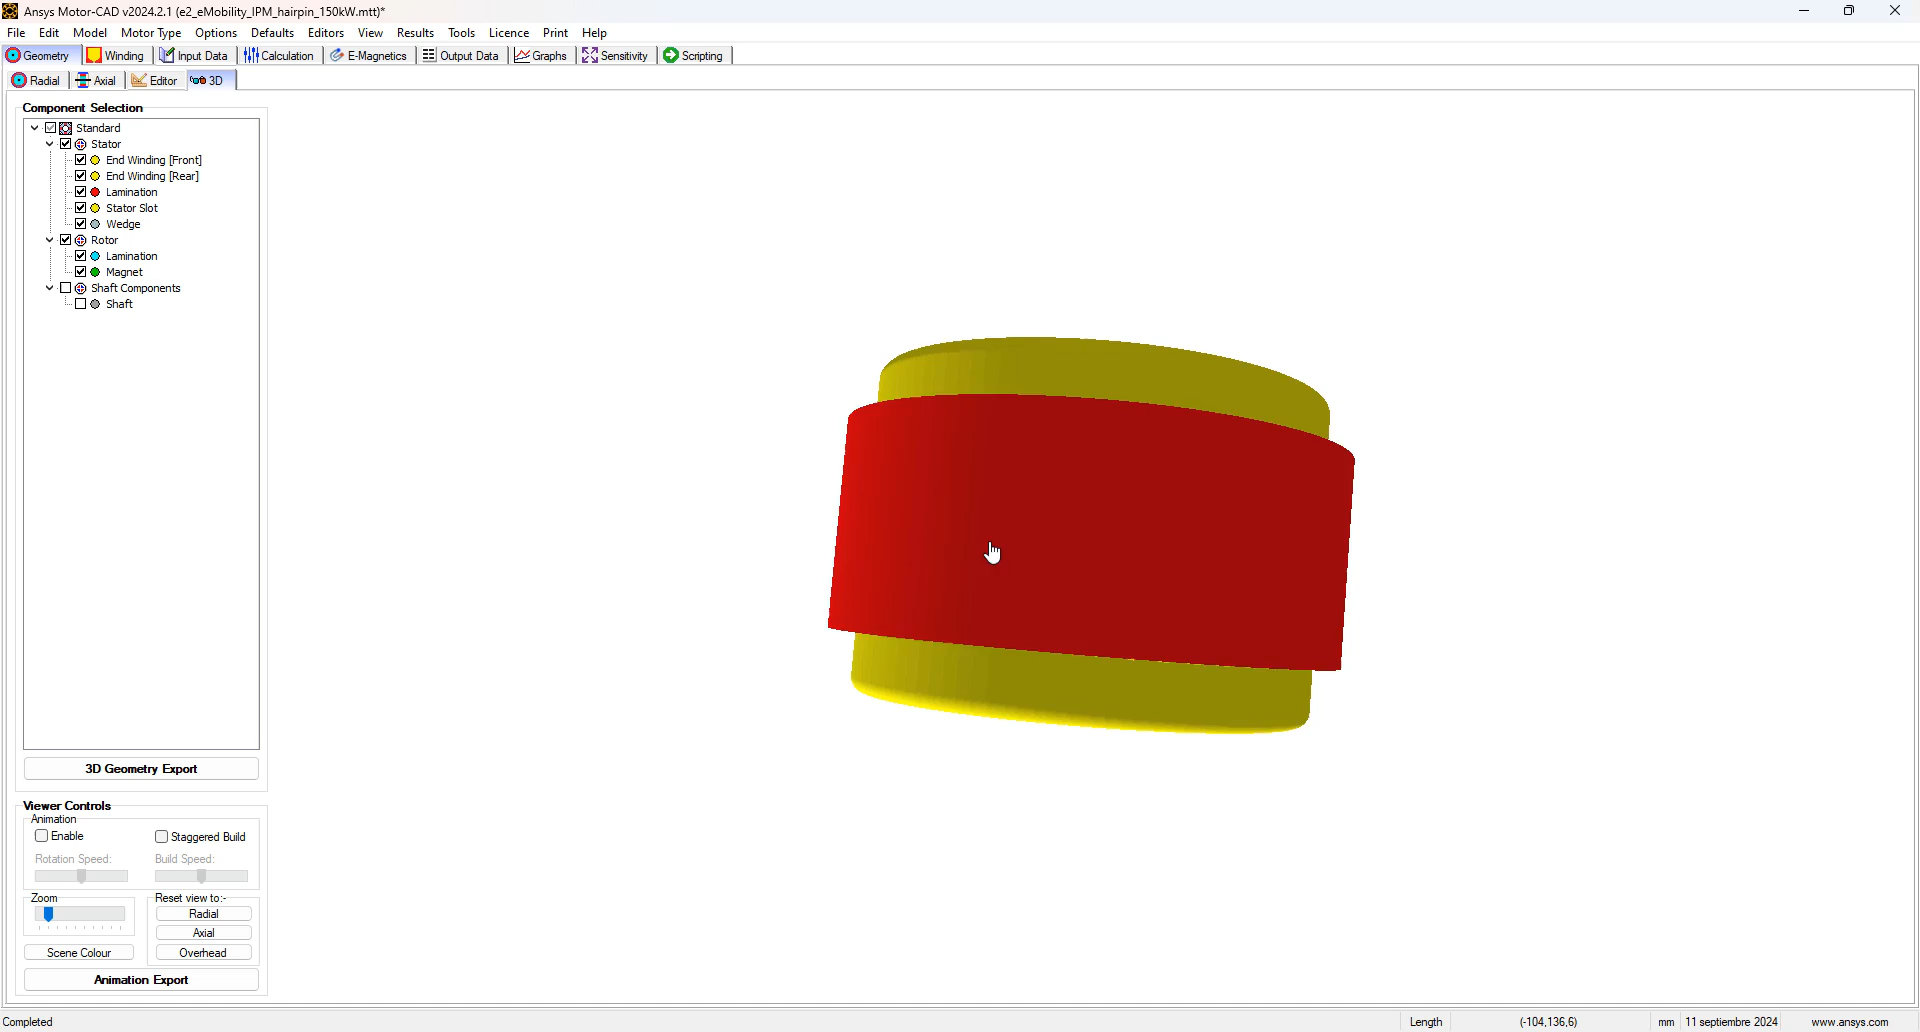 Ansys Motor-CAD v2024.2.1 (e2_eMobility_IPM_hairpin_150kW.mtt)*
File Edit Model Motor Type Options Defaults Editors View Results Tools Licence Print Help
Geometry Winding Input Data Calculation E-Magnetics Output Data Graphs Sensitivity Scripting
Radial Axial Editor 3D
Component Selection
Standard
Stator
End Winding [Front]
End Winding [Rear]
Lamination
Stator Slot
Wedge
Rotor
Lamination
Magnet
Shaft Components
Shaft
3D Geometry Export
Viewer Controls
Animation
Enable Staggered Build
Rotation Speed: Build Speed:
Zoom Reset view to:-
Radial
Axial
Scene Colour Overhead
Animation Export
Completed Length (-104,136,6) mm 11 septiembre 2024 www.ansys.com